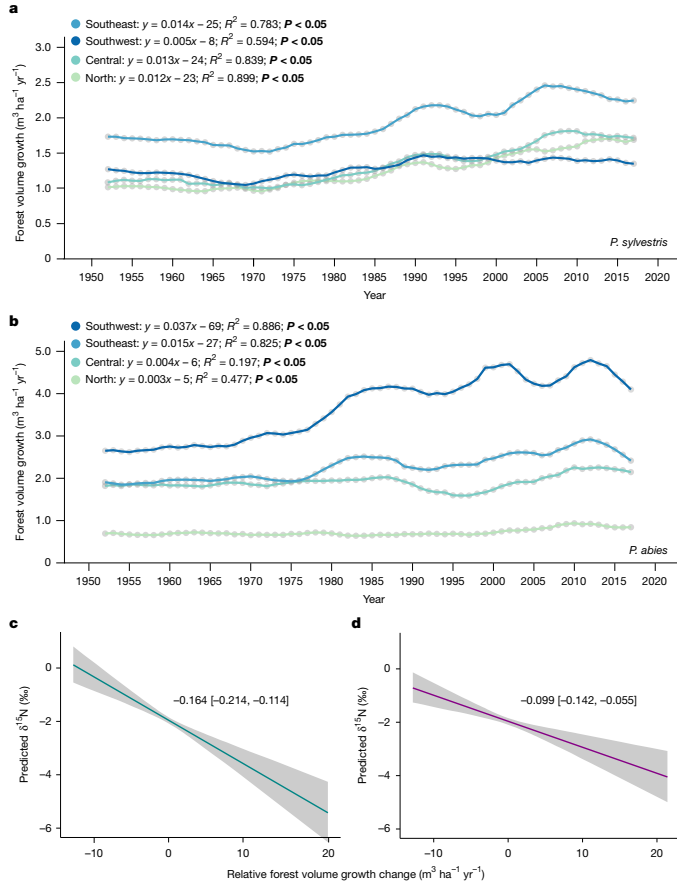 a
Southeast: y = 0.014x − 25; R² = 0.783; P < 0.05
Southwest: y = 0.005x − 8; R² = 0.594; P < 0.05
Central: y = 0.013x − 24; R² = 0.839; P < 0.05
North: y = 0.012x − 23; R² = 0.899; P < 0.05
Forest volume growth (m³ ha⁻¹ yr⁻¹)
3.0
2.5
2.0
1.5
1.0
0.5
0
P. sylvestris
1950 1955 1960 1965 1970 1975 1980 1985 1990 1995 2000 2005 2010 2015 2020
Year
b
Southwest: y = 0.037x − 69; R² = 0.886; P < 0.05
Southeast: y = 0.015x − 27; R² = 0.825; P < 0.05
Central: y = 0.004x − 6; R² = 0.197; P < 0.05
North: y = 0.003x − 5; R² = 0.477; P < 0.05
Forest volume growth (m³ ha⁻¹ yr⁻¹)
5.0
4.0
3.0
2.0
1.0
0
P. abies
1950 1955 1960 1965 1970 1975 1980 1985 1990 1995 2000 2005 2010 2015 2020
Year
c
Predicted δ¹⁵N (‰)
0
−2
−4
−6
−0.164 [−0.214, −0.114]
−10 0 10 20
d
Predicted δ¹⁵N (‰)
0
−2
−4
−6
−0.099 [−0.142, −0.055]
−10 0 10 20
Relative forest volume growth change (m³ ha⁻¹ yr⁻¹)